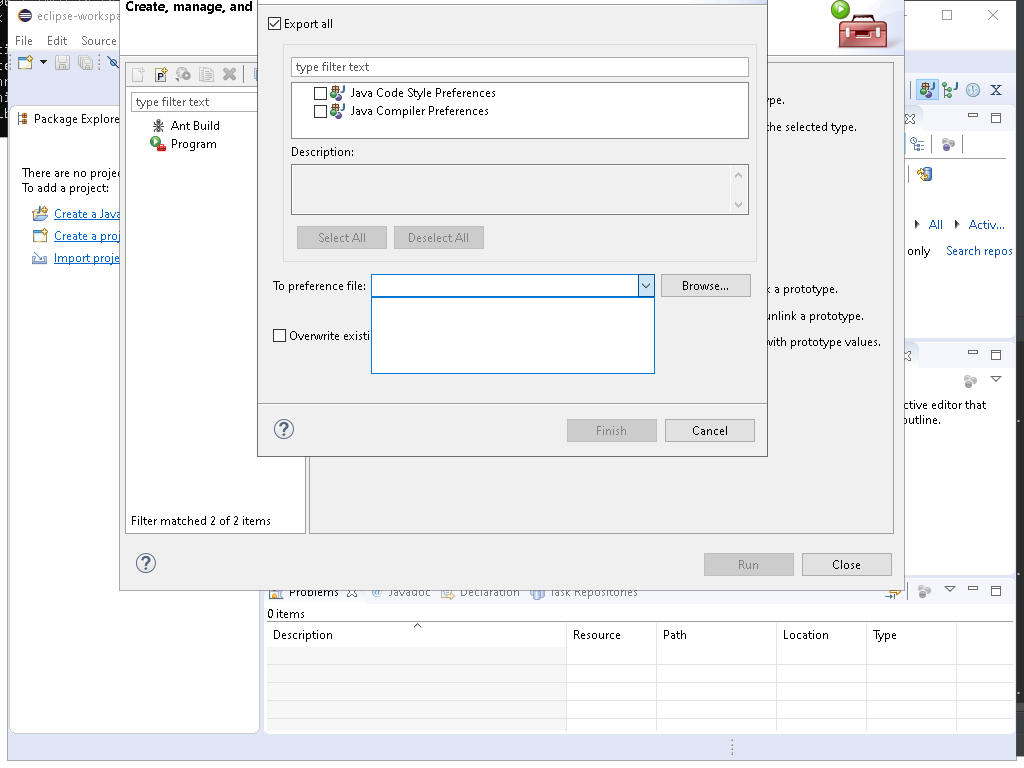 Create, manage, and
eclipse-workspa
File Edit Source
Export all
type filter text
Java Code Style Preferences
Java Compiler Preferences
Description:
Select All Deselect All
To preference file: Browse...
Overwrite existi
Finish Cancel
type filter text
Ant Build
Program
Filter matched 2 of 2 items
ype.
he selected type.
k a prototype.
unlink a prototype.
with prototype values.
Run Close
Package Explore
There are no projec
To add a project:
Create a Java
Create a proj
Import proje
All Activ...
only Search repos
ctive editor that
outline.
Problems Javadoc Declaration Task Repositories
0 items
Description Resource Path Location Type